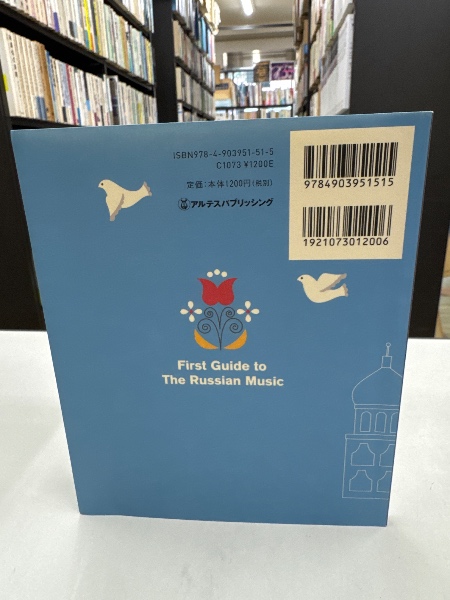 ISBN978-4-903951-51-5
C1073 ¥1200E
定価:本体1200円(税別)
アルテスパブリッシング
9784903951515
1921073012006
First Guide to
The Russian Music